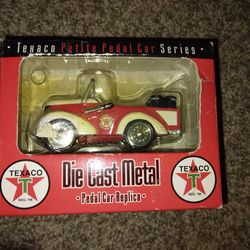 Texaco Petite Pedal Car Series
TEXACO
T
REG. T.M.
Die Cast Metal
• Pedal Car Replica •
TEXACO
T
REG. T.M.